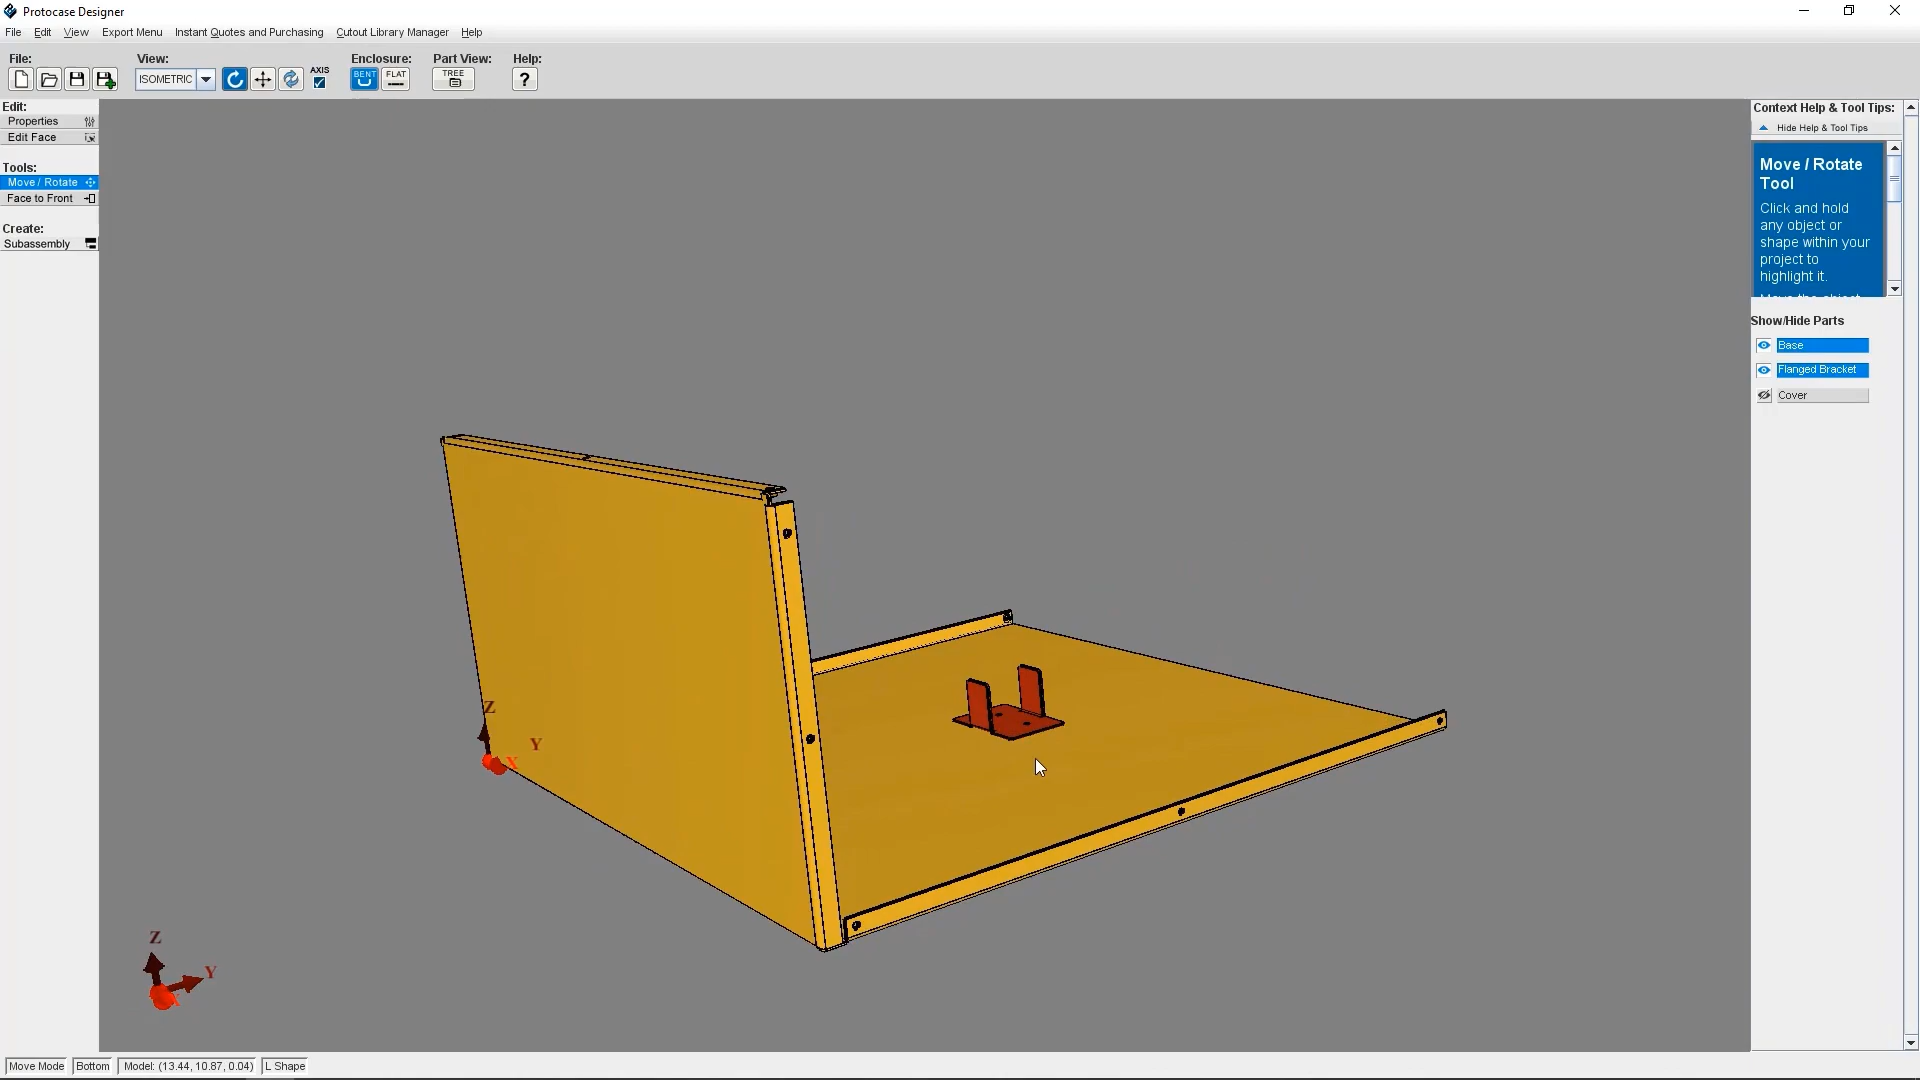 Protocase Designer
File Edit View Export Menu Instant Quotes and Purchasing Cutout Library Manager Help
File: View: Enclosure: Part View: Help:
ISOMETRIC AXIS BENT FLAT TREE ?
Edit:
Properties
Edit Face
Tools:
Move / Rotate
Face to Front
Create:
Subassembly
Context Help & Tool Tips:
Hide Help & Tool Tips
Move / Rotate
Tool
Click and hold
any object or
shape within your
project to
highlight it.
Move the object
Show/Hide Parts
Base
Flanged Bracket
Cover
Z
Y
X
Z
Y
X
Move Mode Bottom Model: (13.44, 10.87, 0.04) L Shape